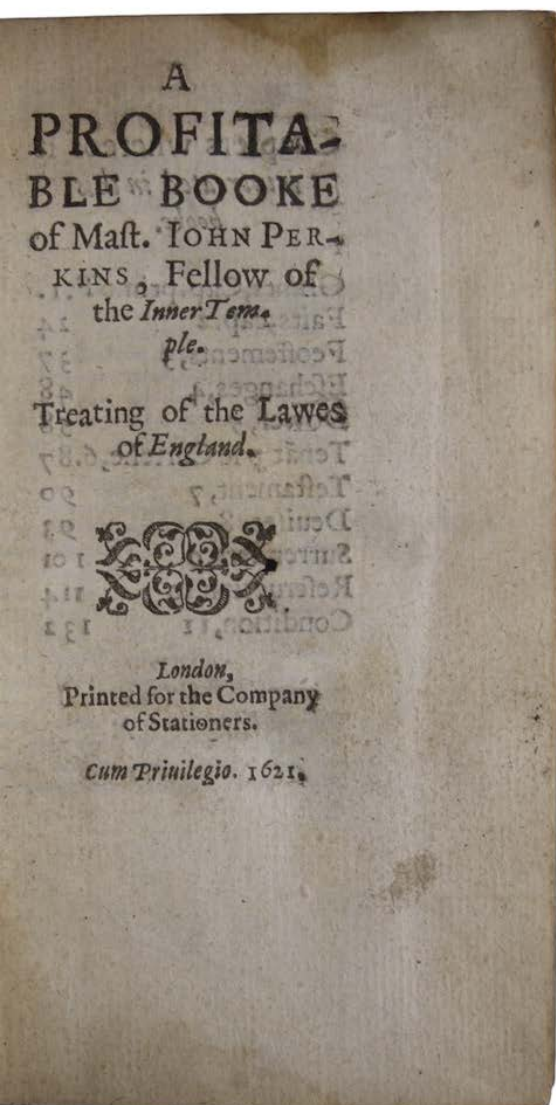 A
PROFITA-
BLE BOOKE
of Maſt. IOHN PER-
KINS, Fellow of
the Inner Tem-
ple.
Treating of the Lawes
of England.
London,
Printed for the Company
of Stationers.
Cum Priuilegio. 1621.